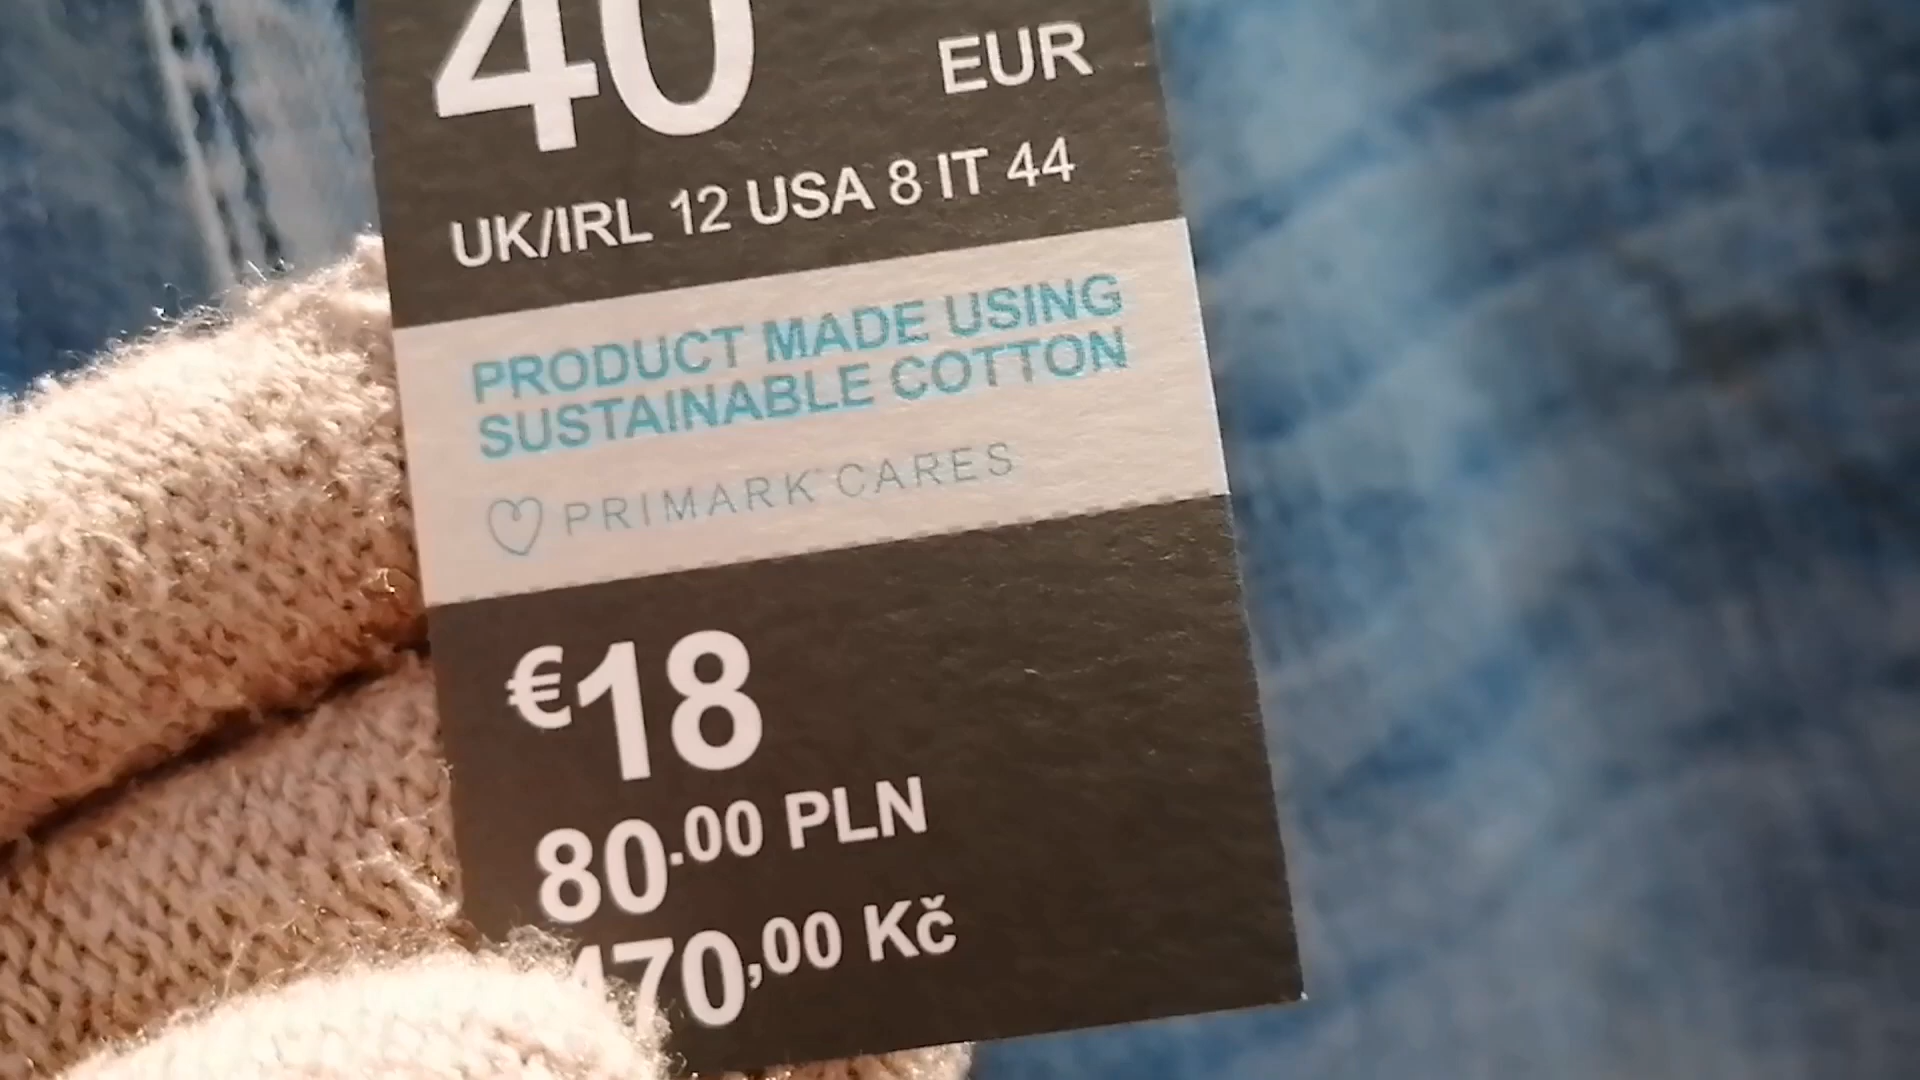 40 EUR
UK/IRL 12 USA 8 IT 44
PRODUCT MADE USING
SUSTAINABLE COTTON
PRIMARK CARES
€18
80.00 PLN
470,00 Kč